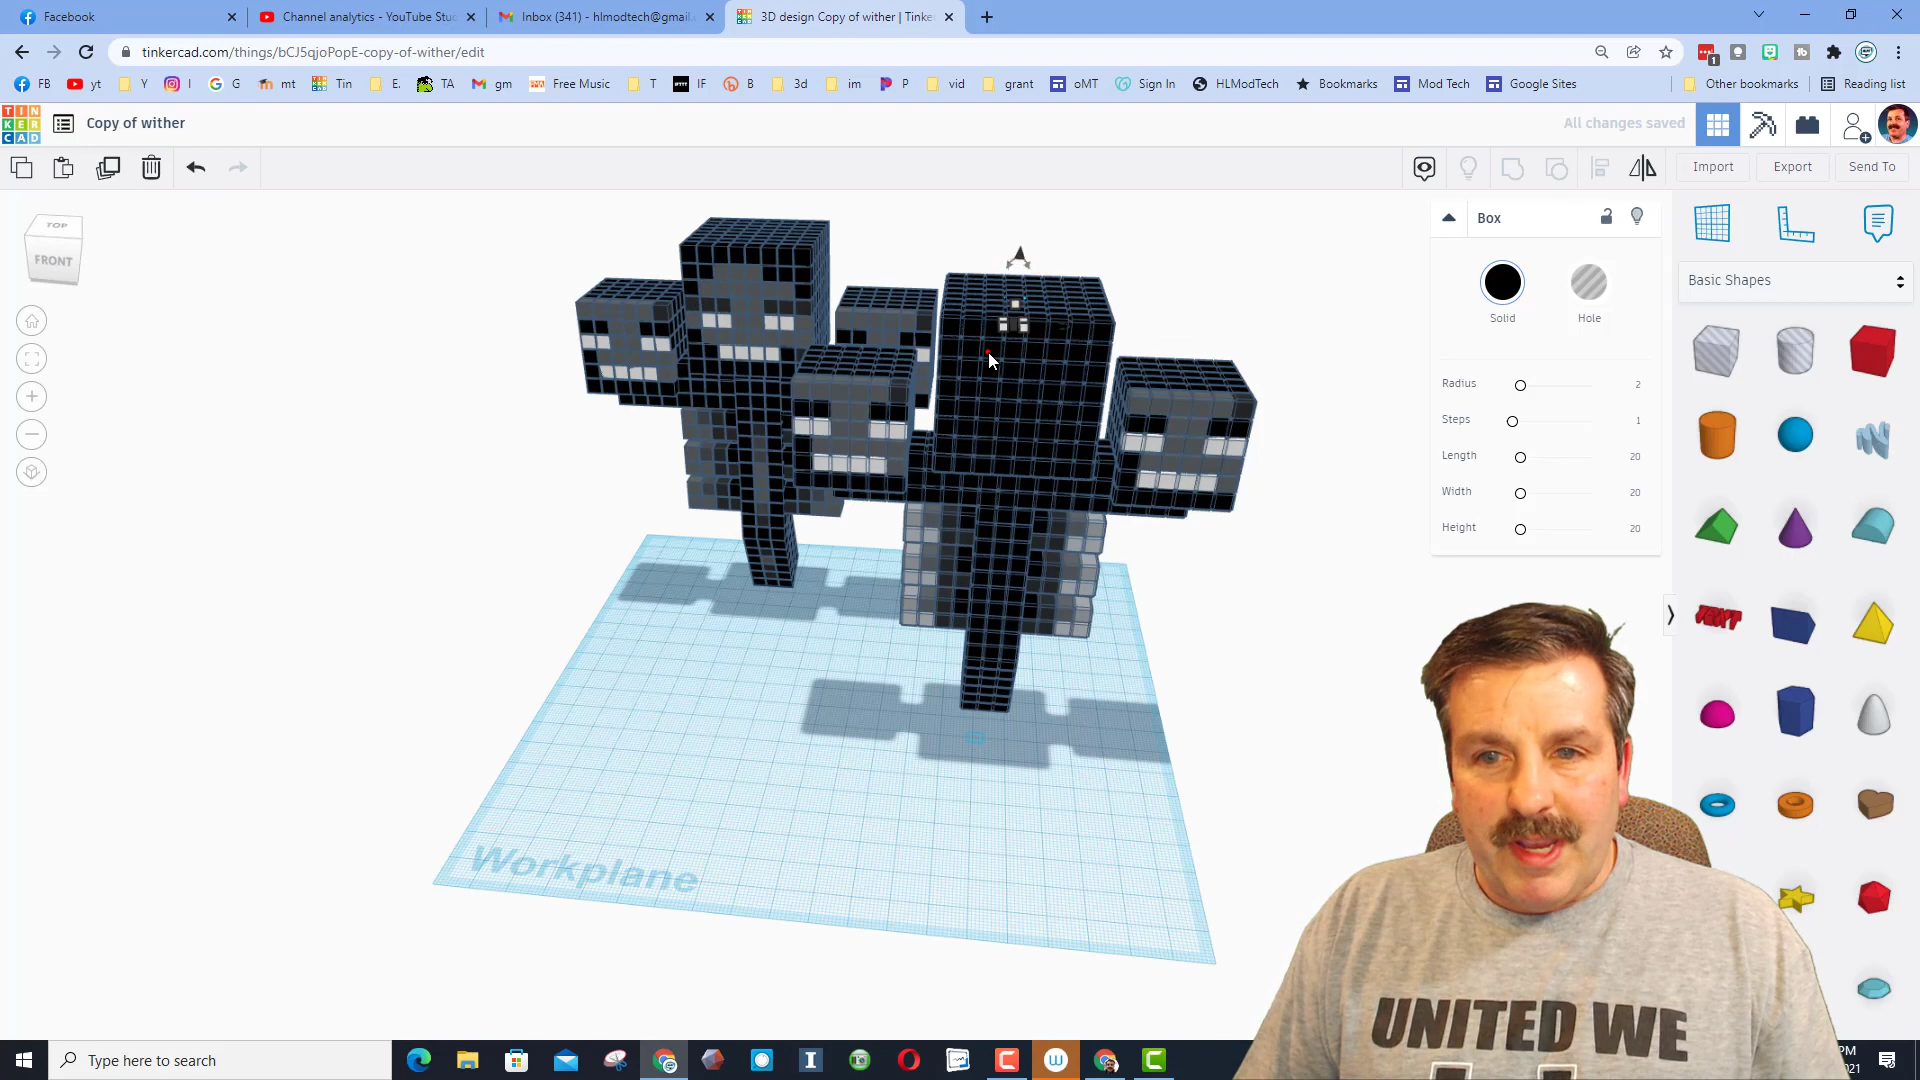 Facebook
Channel analytics - YouTube Stu
Inbox (341) - hlmodtech@gmail.
3D design Copy of wither | Tinke
tinkercad.com/things/bCJ5qjoPopE-copy-of-wither/edit
FB
yt
Y
I
G
mt
Tin
E.
TA
gm
Free Music
T
IF
B
3d
im
P
vid
grant
oMT
Sign In
HLModTech
Bookmarks
Mod Tech
Google Sites
Other bookmarks
Reading list
TIN
KER
CAD
Copy of wither
All changes saved
Import
Export
Send To
TOP
FRONT
Box
Solid
Hole
Radius 2
Steps 1
Length 20
Width 20
Height 20
Basic Shapes
TEXT
Workplane
UNITED WE
Type here to search
PM
021